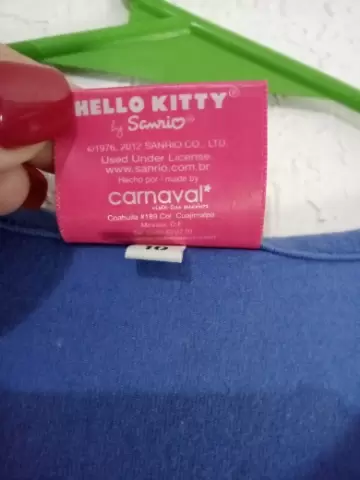 HELLO KITTY®
by Sanrio
©1976, 2012 SANRIO CO., LTD.
Used Under License.
www.sanrio.com.br
Hecho por - made by
carnaval*
Coahuila #189 Col. Cuajimalpa
México, D.F.
10